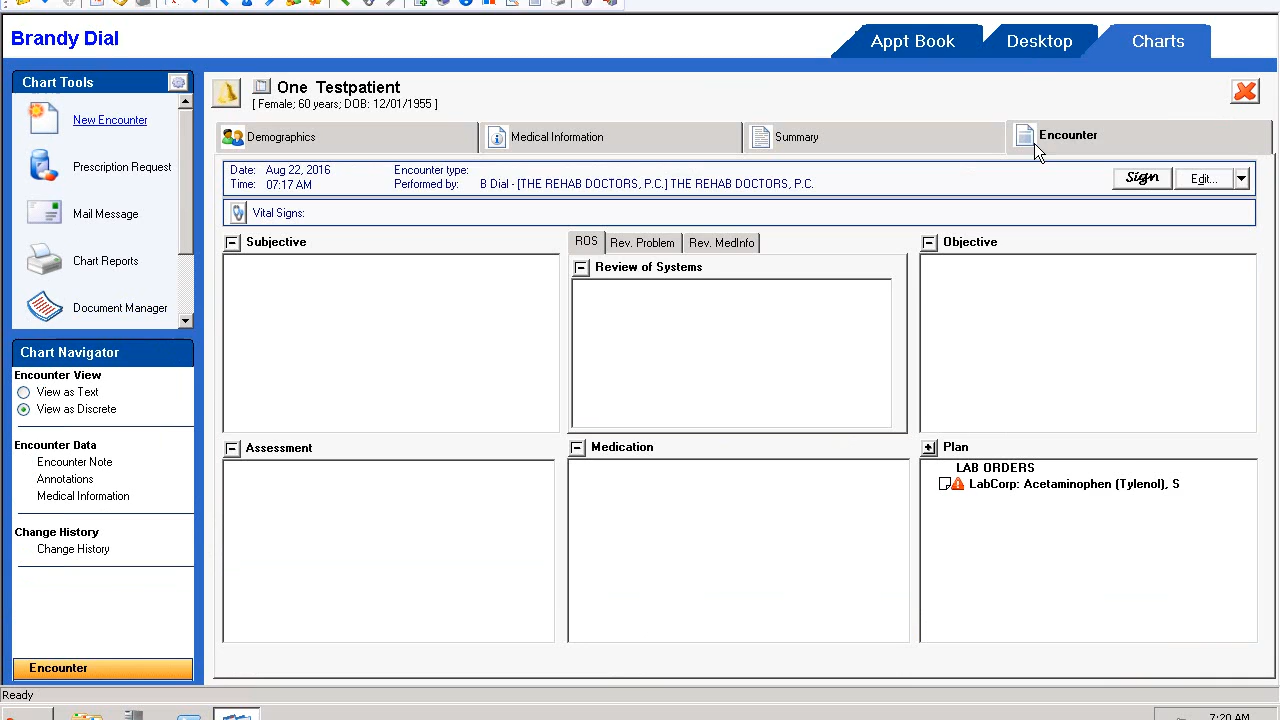 Brandy Dial
Appt Book
Desktop
Charts
Chart Tools
New Encounter
Prescription Request
Mail Message
Chart Reports
Document Manager
Chart Navigator
Encounter View
View as Text
View as Discrete
Encounter Data
Encounter Note
Annotations
Medical Information
Change History
Change History
Encounter
One Testpatient
[ Female; 60 years; DOB: 12/01/1955 ]
Demographics
Medical Information
Summary
Encounter
Date: Aug 22, 2016
Encounter type:
Time: 07:17 AM
Performed by: B Dial - [THE REHAB DOCTORS, P.C.] THE REHAB DOCTORS, P.C.
Sign
Edit...
Vital Signs:
Subjective
ROS
Rev. Problem
Rev. MedInfo
Review of Systems
Objective
Assessment
Medication
Plan
LAB ORDERS
LabCorp: Acetaminophen (Tylenol), S
Ready
7:20 AM